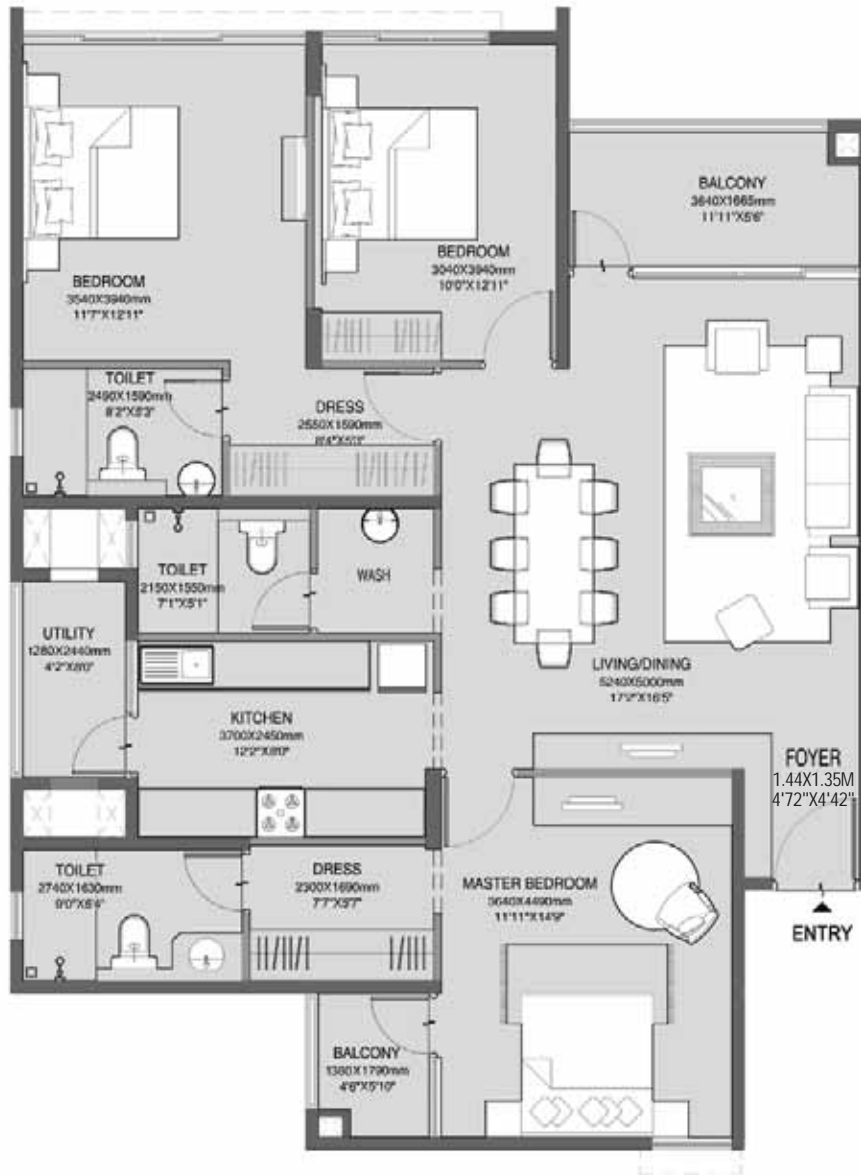 BALCONY
3640X1665mm
11'11"X5'6"
BEDROOM
3040X3940mm
10'0"X12'11"
BEDROOM
3540X3940mm
11'7"X12'11"
TOILET
2490X1590mm
8'2"X5'3"
DRESS
2550X1590mm
8'4"X5'3"
TOILET
2150X1550mm
7'1"X5'1"
WASH
UTILITY
1280X2440mm
4'2"X8'0"
LIVING/DINING
5240X5000mm
17'2"X16'5"
KITCHEN
3700X2450mm
12'2"X8'0"
FOYER
1.44X1.35M
4'72"X4'42"
TOILET
2740X1630mm
9'0"X5'4"
DRESS
2300X1690mm
7'7"X5'7"
MASTER BEDROOM
3640X4490mm
11'11"X14'9"
ENTRY
BALCONY
1380X1790mm
4'6"X5'10"